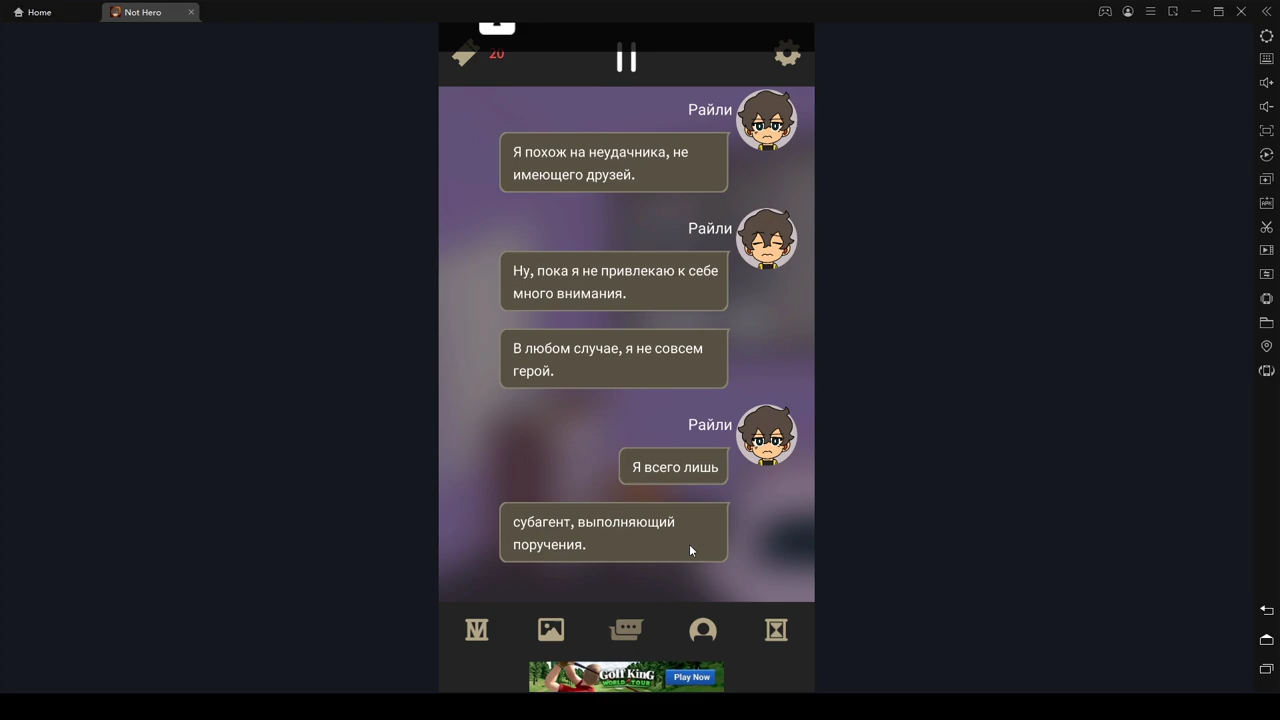 Home
Not Hero
20
Райли
Я похож на неудачника, не
имеющего друзей.
Райли
Ну, пока я не привлекаю к себе
много внимания.
В любом случае, я не совсем
герой.
Райли
Я всего лишь
субагент, выполняющий
поручения.
GOLF KING
WORLD TOUR
Play Now